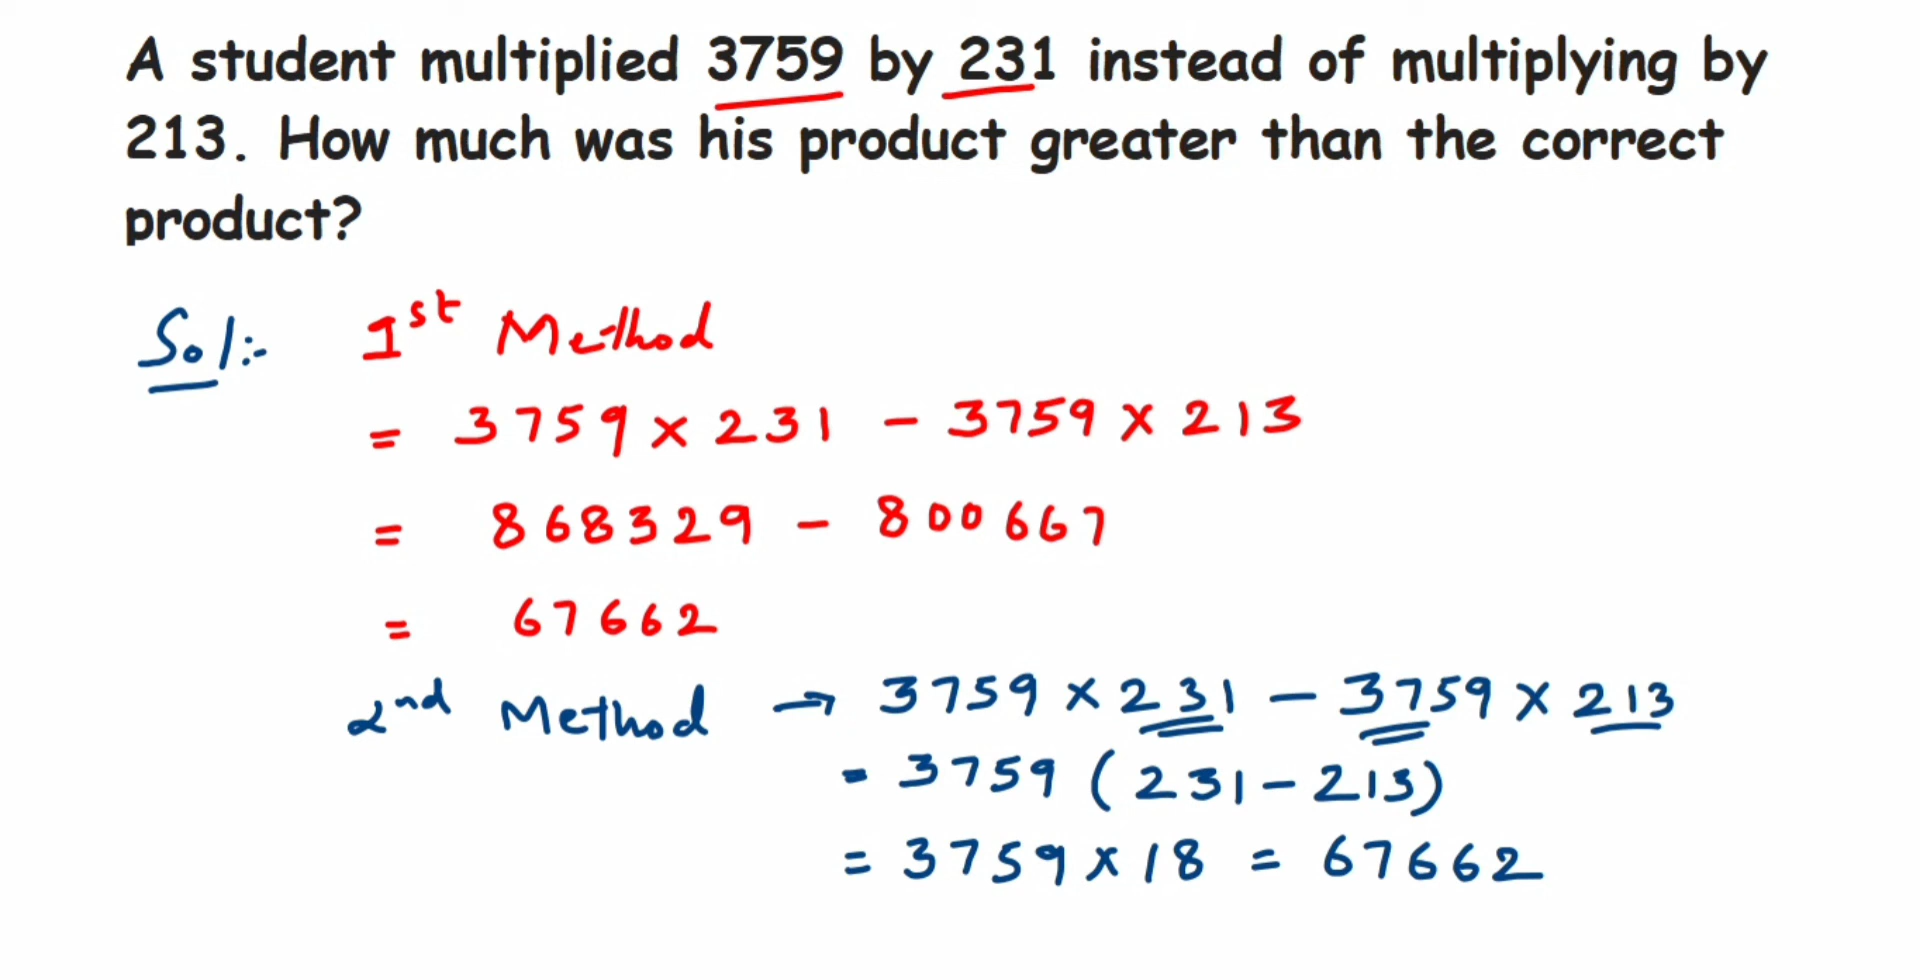 A student multiplied 3759 by 231 instead of multiplying by
213. How much was his product greater than the correct
product?
Sol:- 1st Method
= 3759 × 231 - 3759 × 213
= 868329 - 800667
= 67662
2nd Method → 3759 × 231 - 3759 × 213
= 3759 (231 - 213)
= 3759 × 18 = 67662